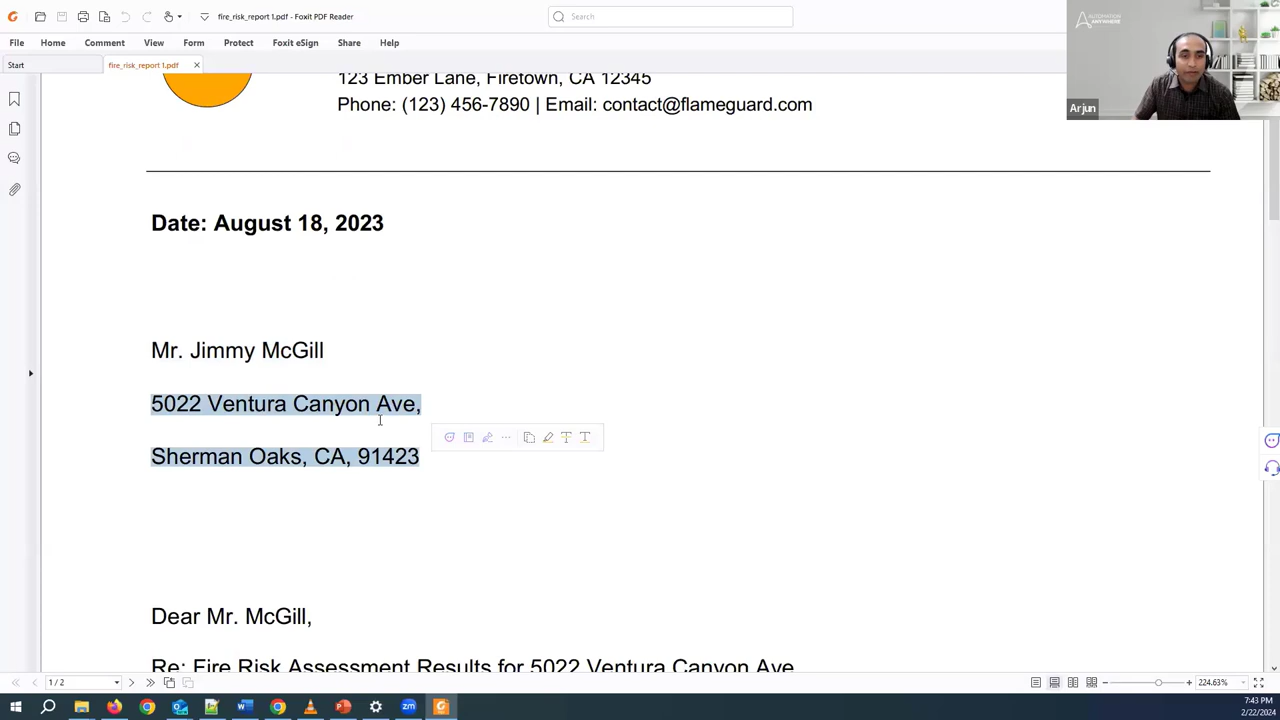 fire_risk_report 1.pdf - Foxit PDF Reader
Search
AUTOMATION
ANYWHERE
File Home Comment View Form Protect Foxit eSign Share Help
Start
fire_risk_report 1.pdf
123 Ember Lane, Firetown, CA 12345
Phone: (123) 456-7890 | Email: contact@flameguard.com
Arjun
Date: August 18, 2023
Mr. Jimmy McGill
5022 Ventura Canyon Ave,
Sherman Oaks, CA, 91423
Dear Mr. McGill,
Re: Fire Risk Assessment Results for 5022 Ventura Canyon Ave
1 / 2
224.63%
7:43 PM
2/22/2024